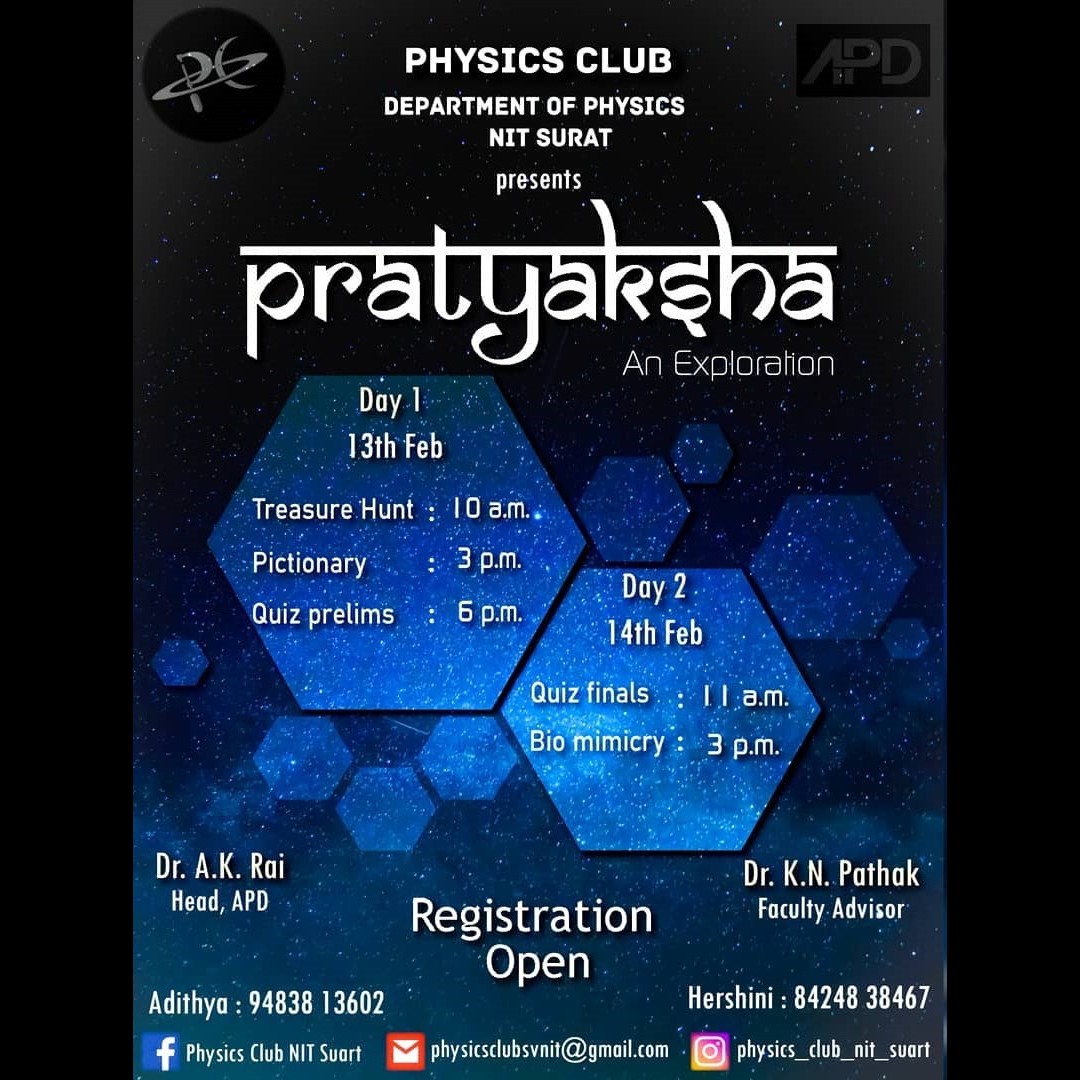 PC
APD
PHYSICS CLUB
DEPARTMENT OF PHYSICS
NIT SURAT
presents
pratyaksha
An Exploration
Day 1
13th Feb
Treasure Hunt : 10 a.m.
Pictionary : 3 p.m.
Quiz prelims : 6 p.m.
Day 2
14th Feb
Quiz finals : 11 a.m.
Bio mimicry : 3 p.m.
Dr. A.K. Rai
Head, APD
Dr. K.N. Pathak
Faculty Advisor
Registration
Open
Adithya : 94838 13602
Hershini : 84248 38467
Physics Club NIT Suart
physicsclubsvnit@gmail.com
physics_club_nit_suart